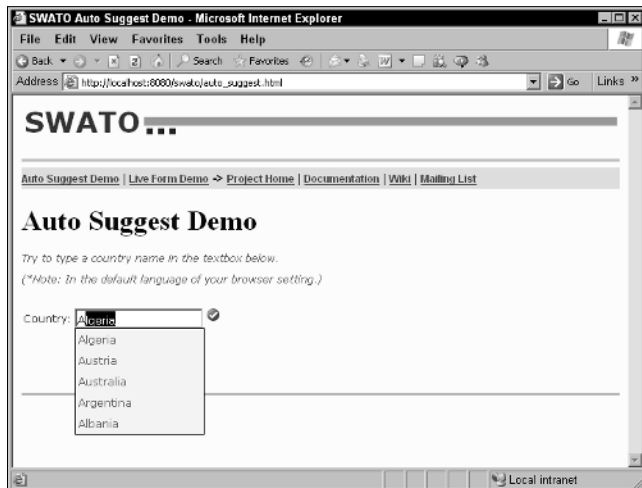 SWATO Auto Suggest Demo - Microsoft Internet Explorer
File Edit View Favorites Tools Help
Back Search Favorites
Address http://localhost:8080/swato/auto_suggest.html Go Links »
SWATO...
Auto Suggest Demo | Live Form Demo -> Project Home | Documentation | Wiki | Mailing List
Auto Suggest Demo
Try to type a country name in the textbox below.
(*Note: In the default language of your browser setting.)
Country: Algeria
Algeria
Austria
Australia
Argentina
Albania
Local intranet